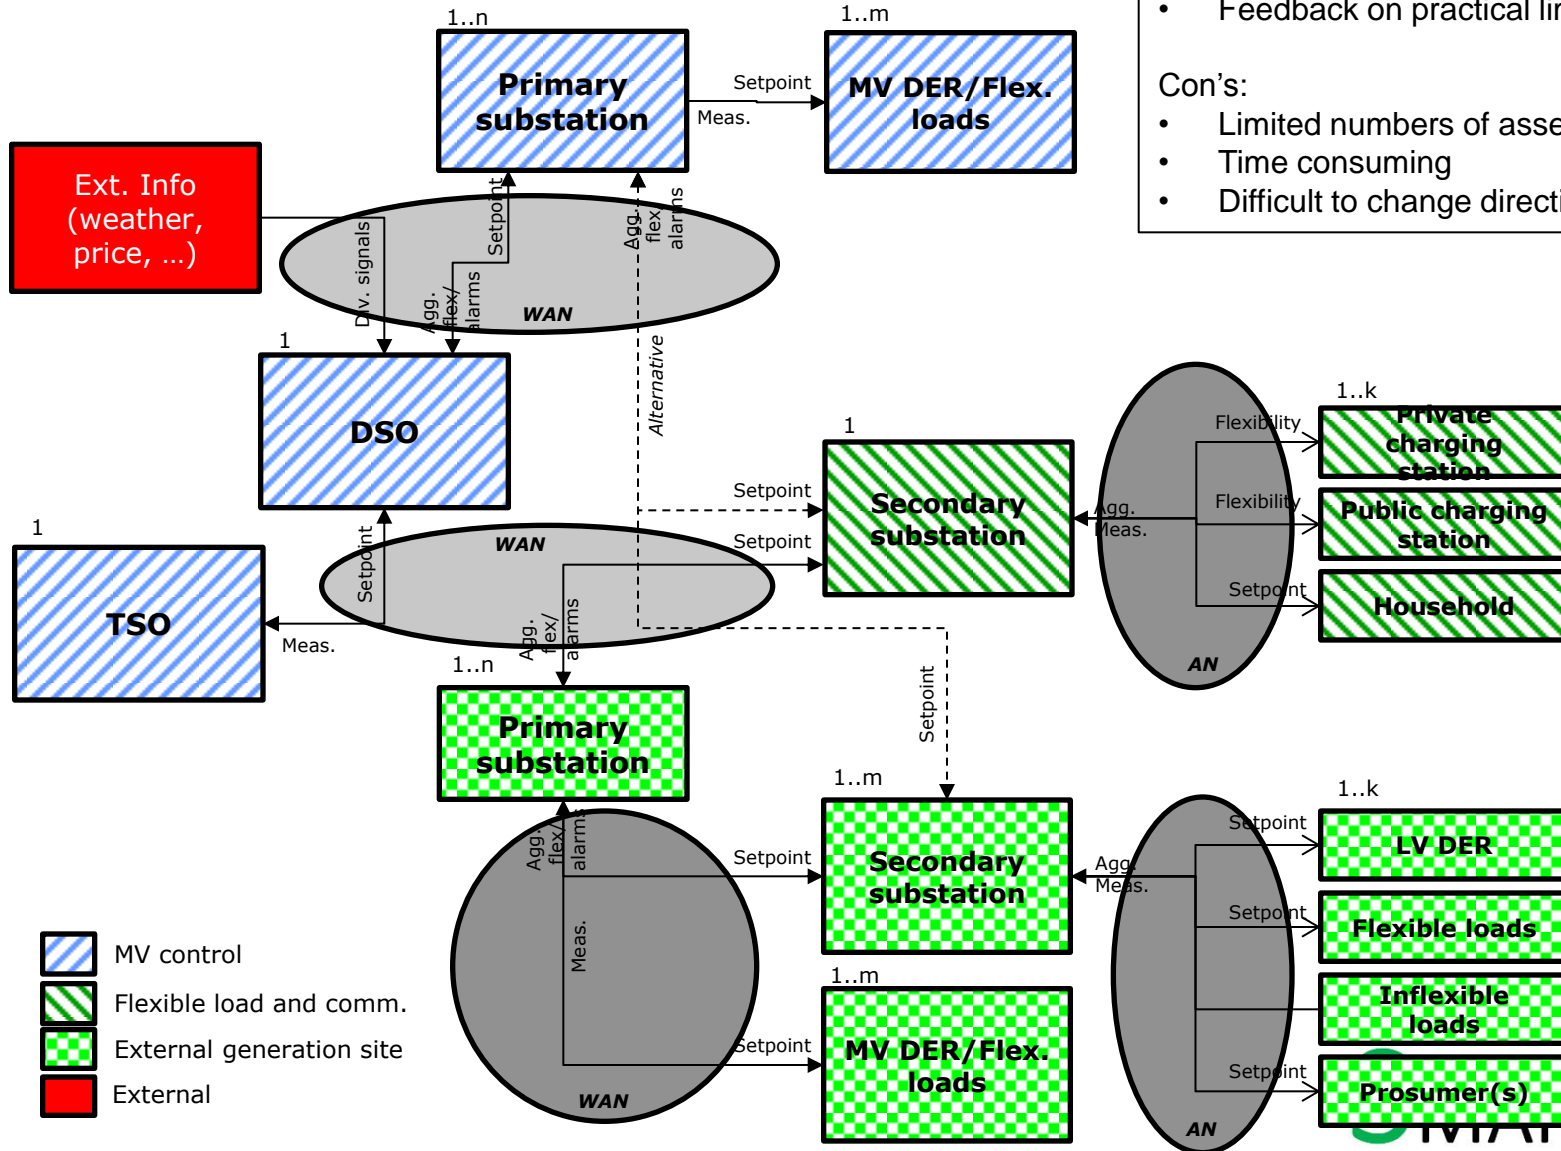 1..n
1..m
Primary
substation
Setpoint
Meas.
MV DER/Flex.
loads
Feedback on practical
Con's:
Limited numbers of
Time consuming
Difficult to change
Ext. Info
(weather,
price, ...)
Div. signals
Setpoint
Agg.
flex/
alarms
Agg.
flex/
alarms
WAN
1
DSO
Alternative
1
Secondary
substation
Setpoint
Setpoint
Agg.
Meas.
1..k
Flexibility
Private
charging
station
Flexibility
Public charging
station
Setpoint
Household
AN
1
TSO
Meas.
Setpoint
WAN
Agg.
flex/
alarms
1..n
Primary
substation
Setpoint
Agg.
flex/
alarms
Meas.
WAN
Setpoint
1..m
Secondary
substation
Setpoint
1..m
MV DER/Flex.
loads
Agg.
Meas.
1..k
Setpoint
LV DER
Setpoint
Flexible loads
Inflexible
loads
Setpoint
Prosumer(s)
AN
MV control
Flexible load and comm.
External generation site
External